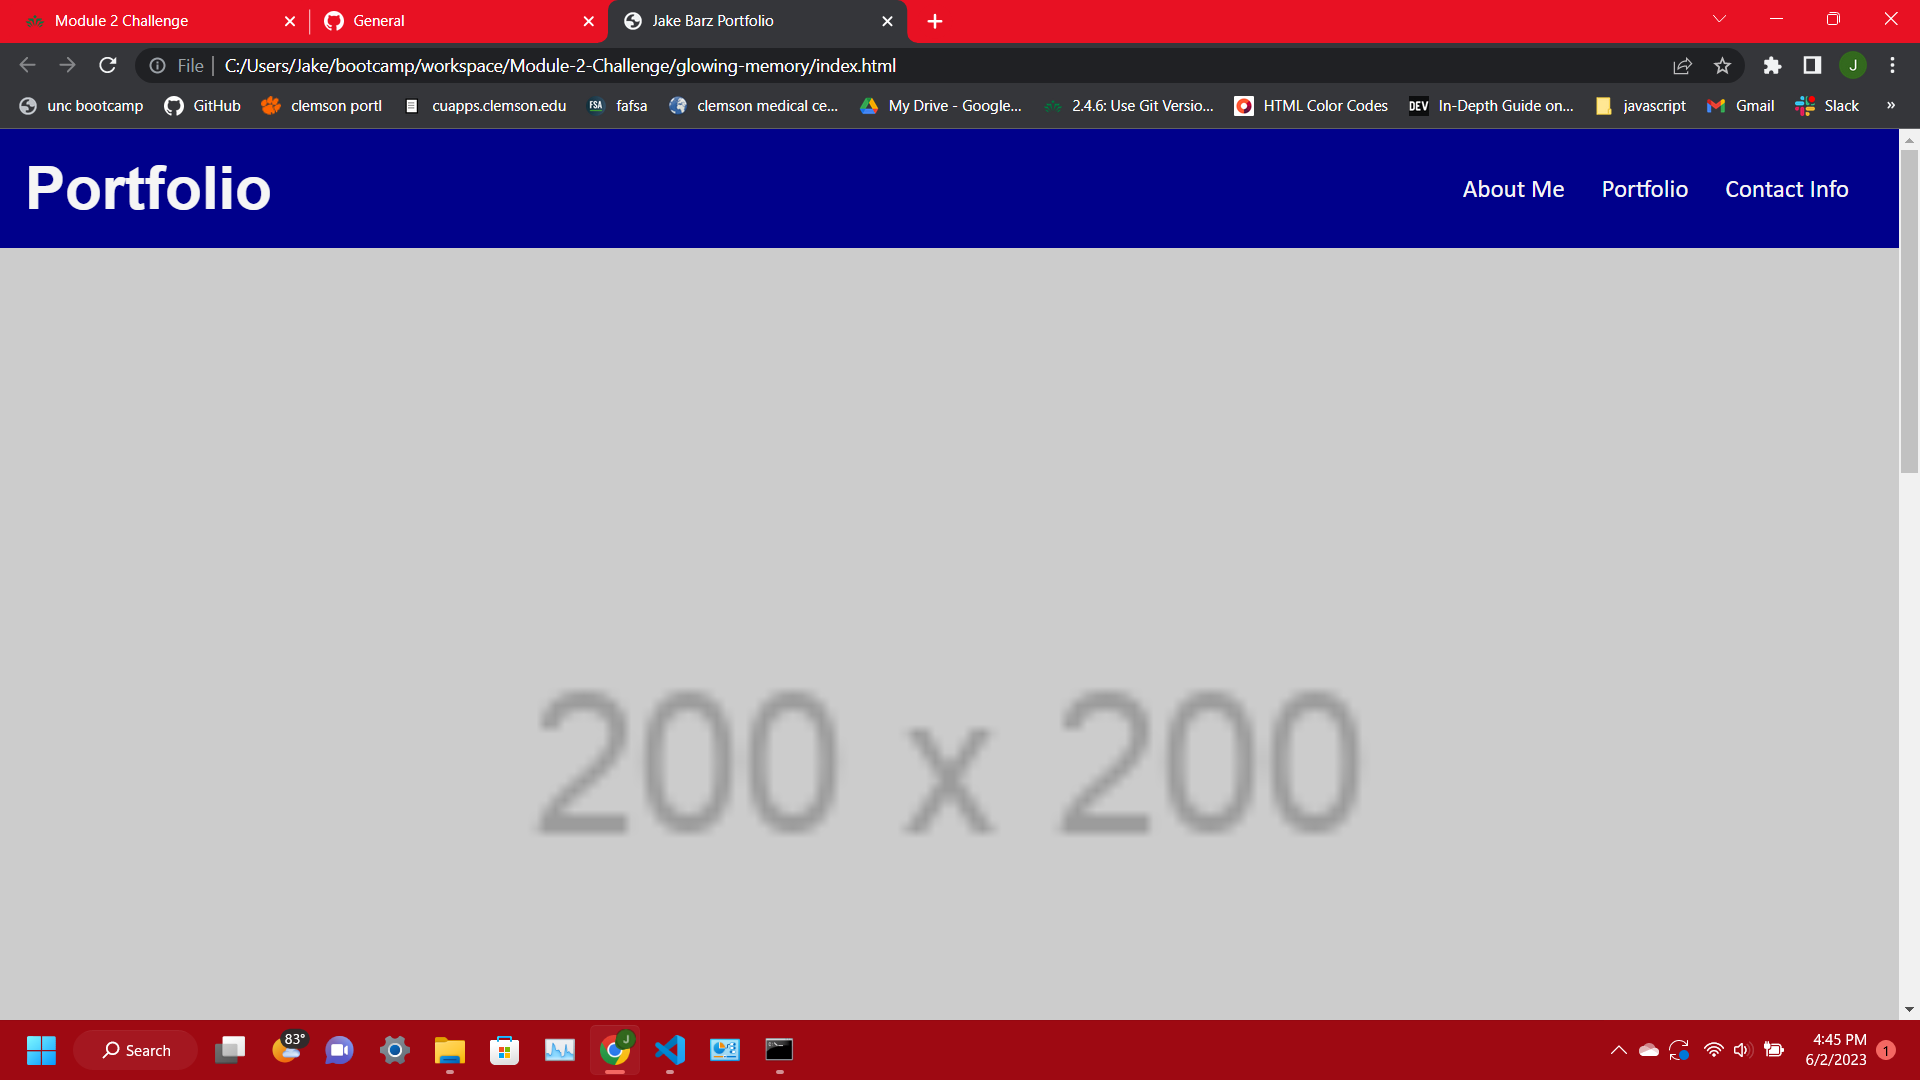 Module 2 Challenge
General
Jake Barz Portfolio
File | C:/Users/Jake/bootcamp/workspace/Module-2-Challenge/glowing-memory/index.html
J
unc bootcamp GitHub clemson portl cuapps.clemson.edu FSA fafsa clemson medical ce... My Drive - Google... 2.4.6: Use Git Versio... HTML Color Codes DEV In-Depth Guide on... javascript Gmail Slack »
Portfolio
About Me Portfolio Contact Info
200 x 200
Search
83°
J
4:45 PM
6/2/2023
1